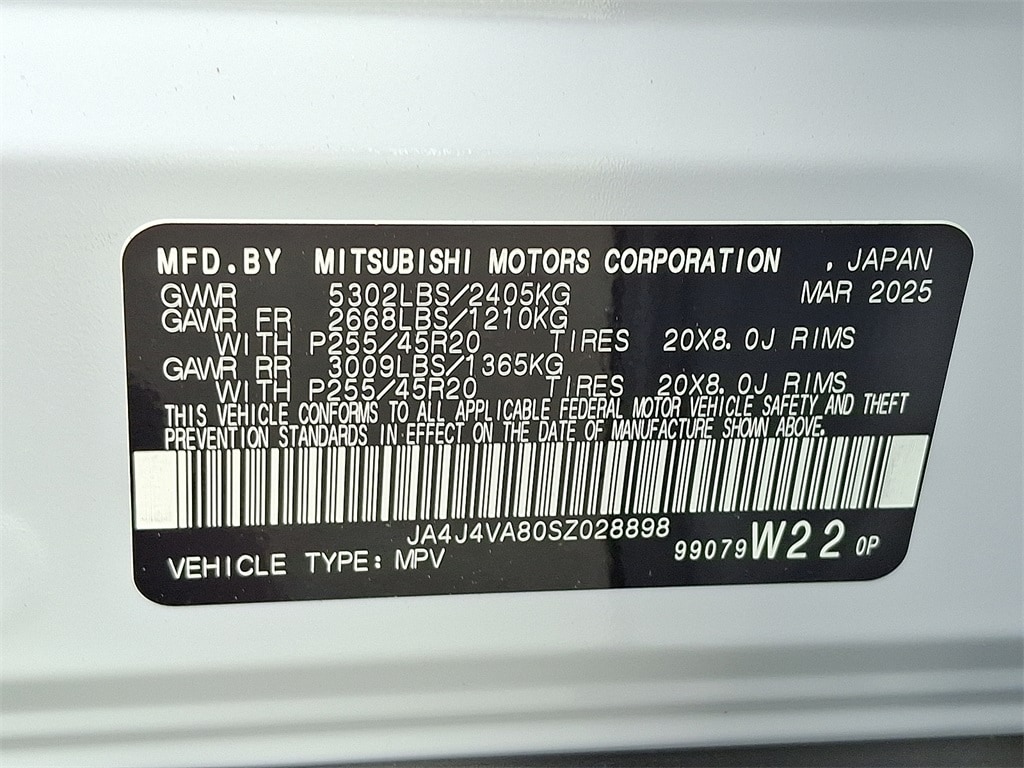 MFD.BY MITSUBISHI MOTORS CORPORATION , JAPAN
GVWR 5302LBS/2405KG MAR 2025
GAWR FR 2668LBS/1210KG
WITH P255/45R20 TIRES 20X8.0J RIMS
GAWR RR 3009LBS/1365KG
WITH P255/45R20 TIRES 20X8.0J RIMS
THIS VEHICLE CONFORMS TO ALL APPLICABLE FEDERAL MOTOR VEHICLE SAFETY AND THEFT
PREVENTION STANDARDS IN EFFECT ON THE DATE OF MANUFACTURE SHOWN ABOVE.
JA4J4VA80SZ028898
VEHICLE TYPE: MPV 99079 W22 0P